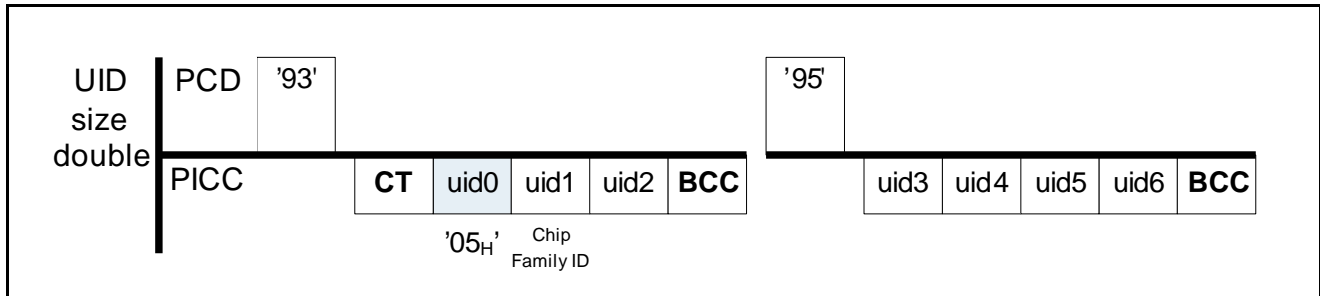 UID
size
double
PCD '93' '95'
PICC CT uid0 uid1 uid2 BCC uid3 uid4 uid5 uid6 BCC
'05H' Chip
Family ID